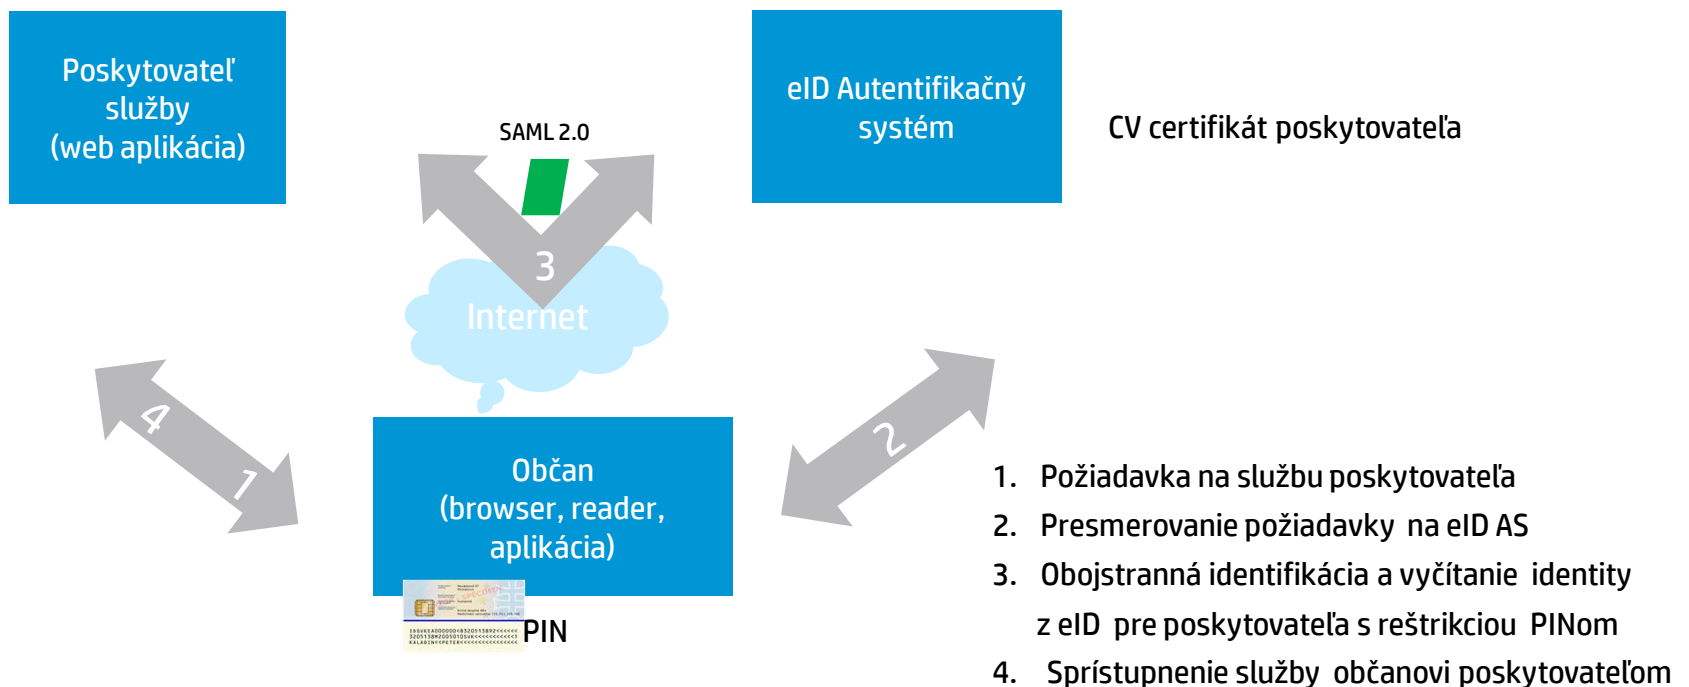 Poskytovateľ
služby
(web aplikácia)
eID Autentifikačný
systém
CV certifikát poskytovateľa
SAML 2.0
3
Internet
4
1
2
Občan
(browser, reader,
aplikácia)
SPECIMEN
PIN
1. Požiadavka na službu poskytovateľa
2. Presmerovanie požiadavky na eID AS
3. Obojstranná identifikácia a vyčítanie identity
z eID pre poskytovateľa s reštrikciou PINom
4. Sprístupnenie služby občanovi poskytovateľom